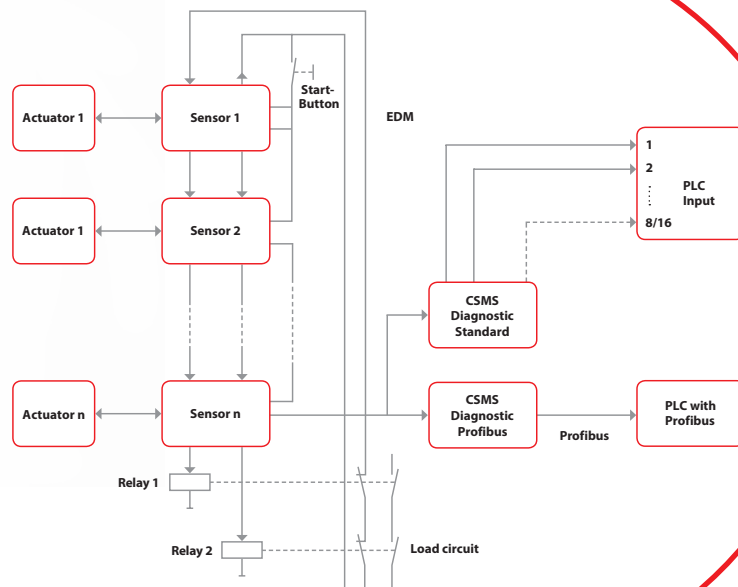 Start-
Button
Actuator 1
Sensor 1
EDM
1
2
PLC
Input
8/16
Actuator 1
Sensor 2
CSMS
Diagnostic
Standard
Actuator n
Sensor n
CSMS
Diagnostic
Profibus
Profibus
PLC with
Profibus
Relay 1
Relay 2
Load circuit